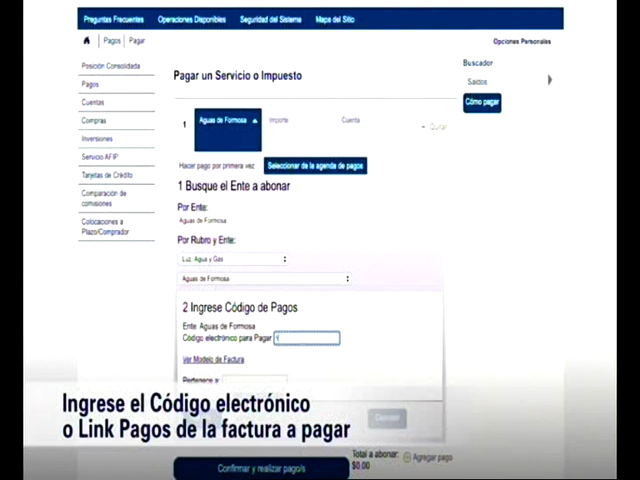 Preguntas Frecuentes Operaciones Disponibles Seguridad del Sistema Mapa del Sitio
Pagos Pagar
Opciones Personales
Posición Consolidada
Pagos
Cuentas
Compras
Inversiones
Servicio AFIP
Tarjetas de Crédito
Comparación de
comisiones
Colocaciones a
Plazo/Comprador
Pagar un Servicio o Impuesto
Buscador
Saldos
Cómo pagar
1 Aguas de Formosa Importe Cuenta Quitar
Hacer pago por primera vez Seleccionar de la agenda de pagos
1 Busque el Ente a abonar
Por Ente:
Aguas de Formosa
Por Rubro y Ente:
Luz, Agua y Gas
Aguas de Formosa
2 Ingrese Código de Pagos
Ente: Aguas de Formosa
Código electrónico para Pagar
Ver Modelo de Factura
Pertenece a:
Ingrese el Código electrónico
o Link Pagos de la factura a pagar
Total a abonar: Agregar pago
$0.00
Confirmar y realizar pago/s